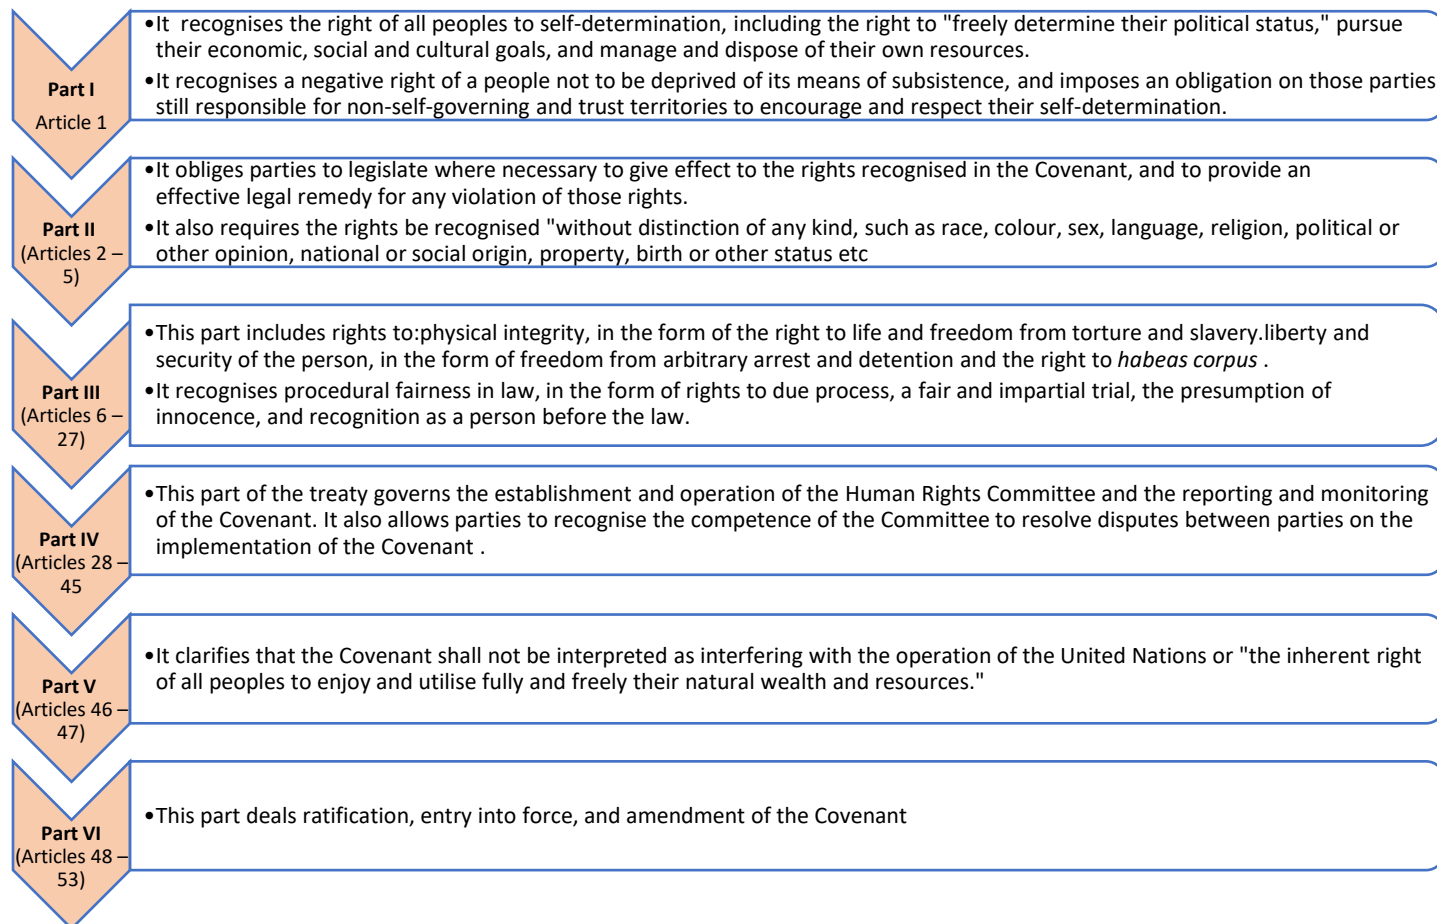 Part I
Article 1
•It  recognises the right of all peoples to self-determination, including the right to "freely determine their political status," pursue
their economic, social and cultural goals, and manage and dispose of their own resources.
•It recognises a negative right of a people not to be deprived of its means of subsistence, and imposes an obligation on those parties
still responsible for non-self-governing and trust territories to encourage and respect their self-determination.
Part II
(Articles 2 –
5)
•It obliges parties to legislate where necessary to give effect to the rights recognised in the Covenant, and to provide an
effective legal remedy for any violation of those rights.
•It also requires the rights be recognised "without distinction of any kind, such as race, colour, sex, language, religion, political or
other opinion, national or social origin, property, birth or other status etc
Part III
(Articles 6 –
27)
•This part includes rights to:physical integrity, in the form of the right to life and freedom from torture and slavery.liberty and
security of the person, in the form of freedom from arbitrary arrest and detention and the right to habeas corpus .
•It recognises procedural fairness in law, in the form of rights to due process, a fair and impartial trial, the presumption of
innocence, and recognition as a person before the law.
Part IV
(Articles 28 –
45
•This part of the treaty governs the establishment and operation of the Human Rights Committee and the reporting and monitoring
of the Covenant. It also allows parties to recognise the competence of the Committee to resolve disputes between parties on the
implementation of the Covenant .
Part V
(Articles 46 –
47)
•It clarifies that the Covenant shall not be interpreted as interfering with the operation of the United Nations or "the inherent right
of all peoples to enjoy and utilise fully and freely their natural wealth and resources."
Part VI
(Articles 48 –
53)
•This part deals ratification, entry into force, and amendment of the Covenant